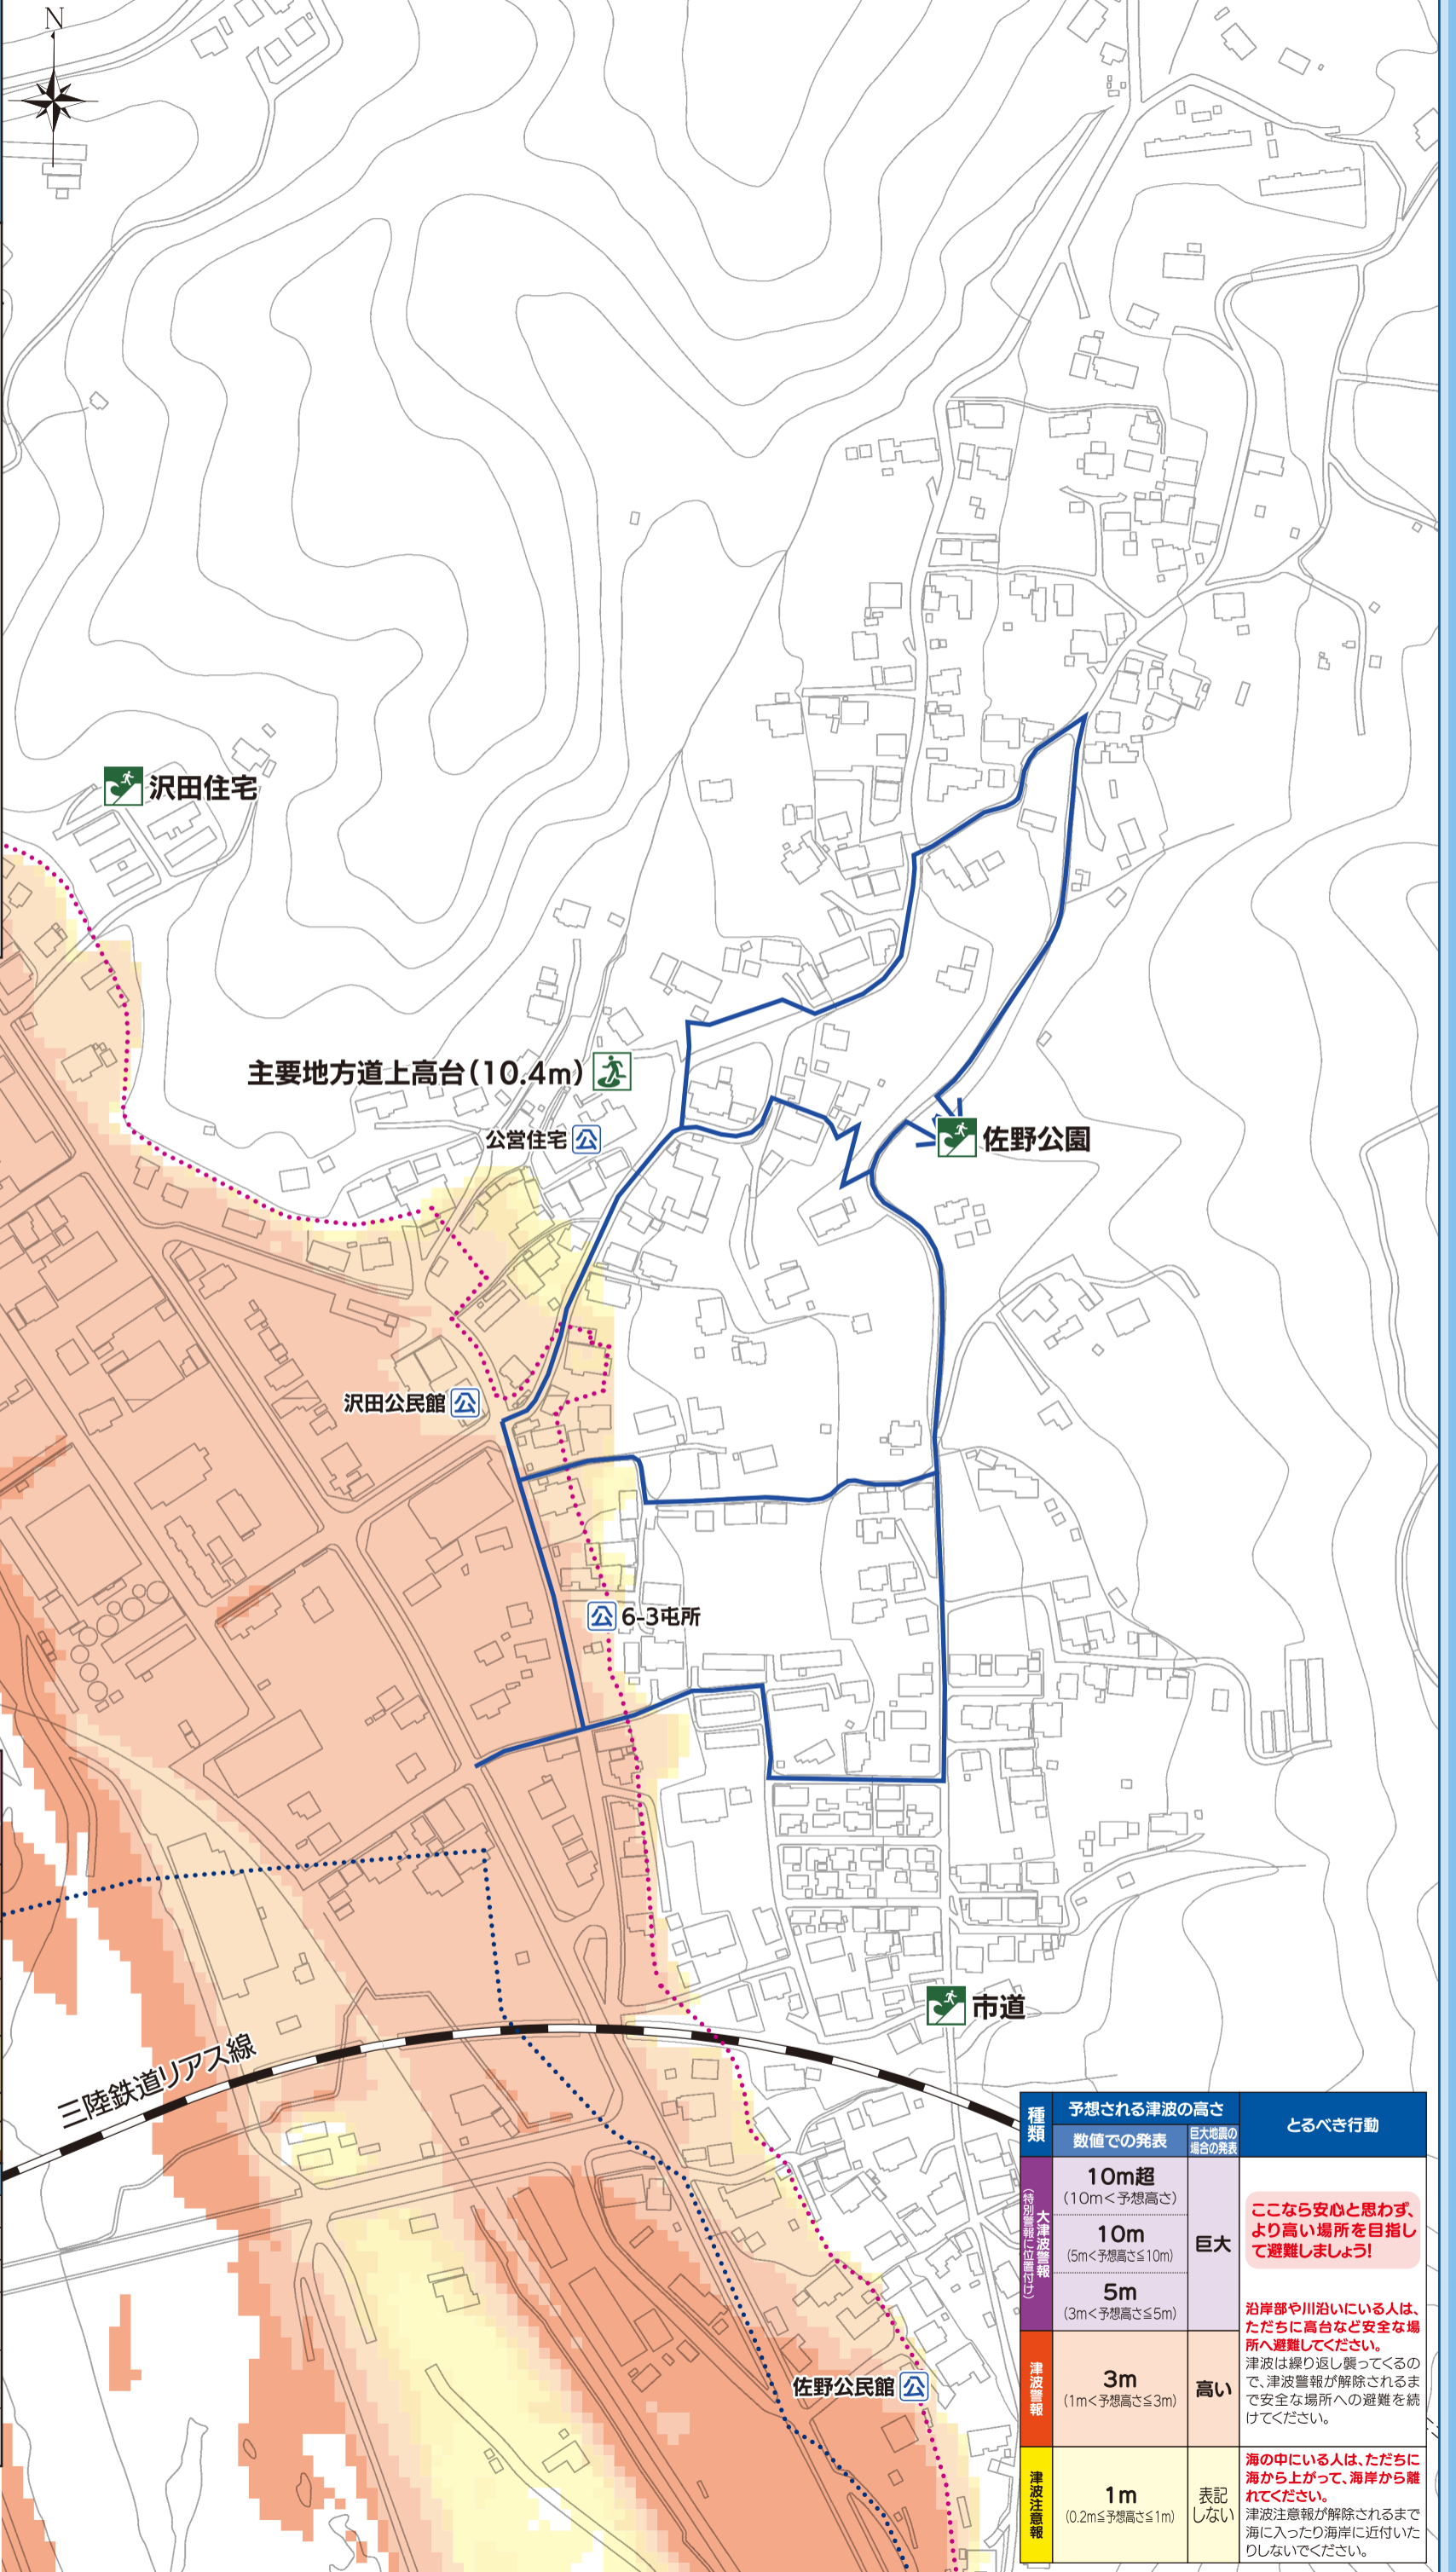 N
沢田住宅
主要地方道上高台(10.4m)
公営住宅 公
佐野公園
沢田公民館 公
公 6-3屯所
市道
三陸鉄道リアス線
佐野公民館 公
種類
予想される津波の高さ
とるべき行動
数値での発表
巨大地震の
場合の発表
大津波警報
(特別警報に位置付け)
10m超
(10m<予想高さ)
10m
(5m<予想高さ≦10m)
5m
(3m<予想高さ≦5m)
巨大
ここなら安心と思わず、
より高い場所を目指し
て避難しましょう!
沿岸部や川沿いにいる人は、
ただちに高台など安全な場
所へ避難してください。
津波は繰り返し襲ってくるの
で、津波警報が解除されるま
で安全な場所への避難を続
けてください。
津波警報
3m
(1m<予想高さ≦3m)
高い
津波注意報
1m
(0.2m≦予想高さ≦1m)
表記
しない
海の中にいる人は、ただちに
海から上がって、海岸から離
れてください。
津波注意報が解除されるまで
海に入ったり海岸に近付いた
りしないでください。